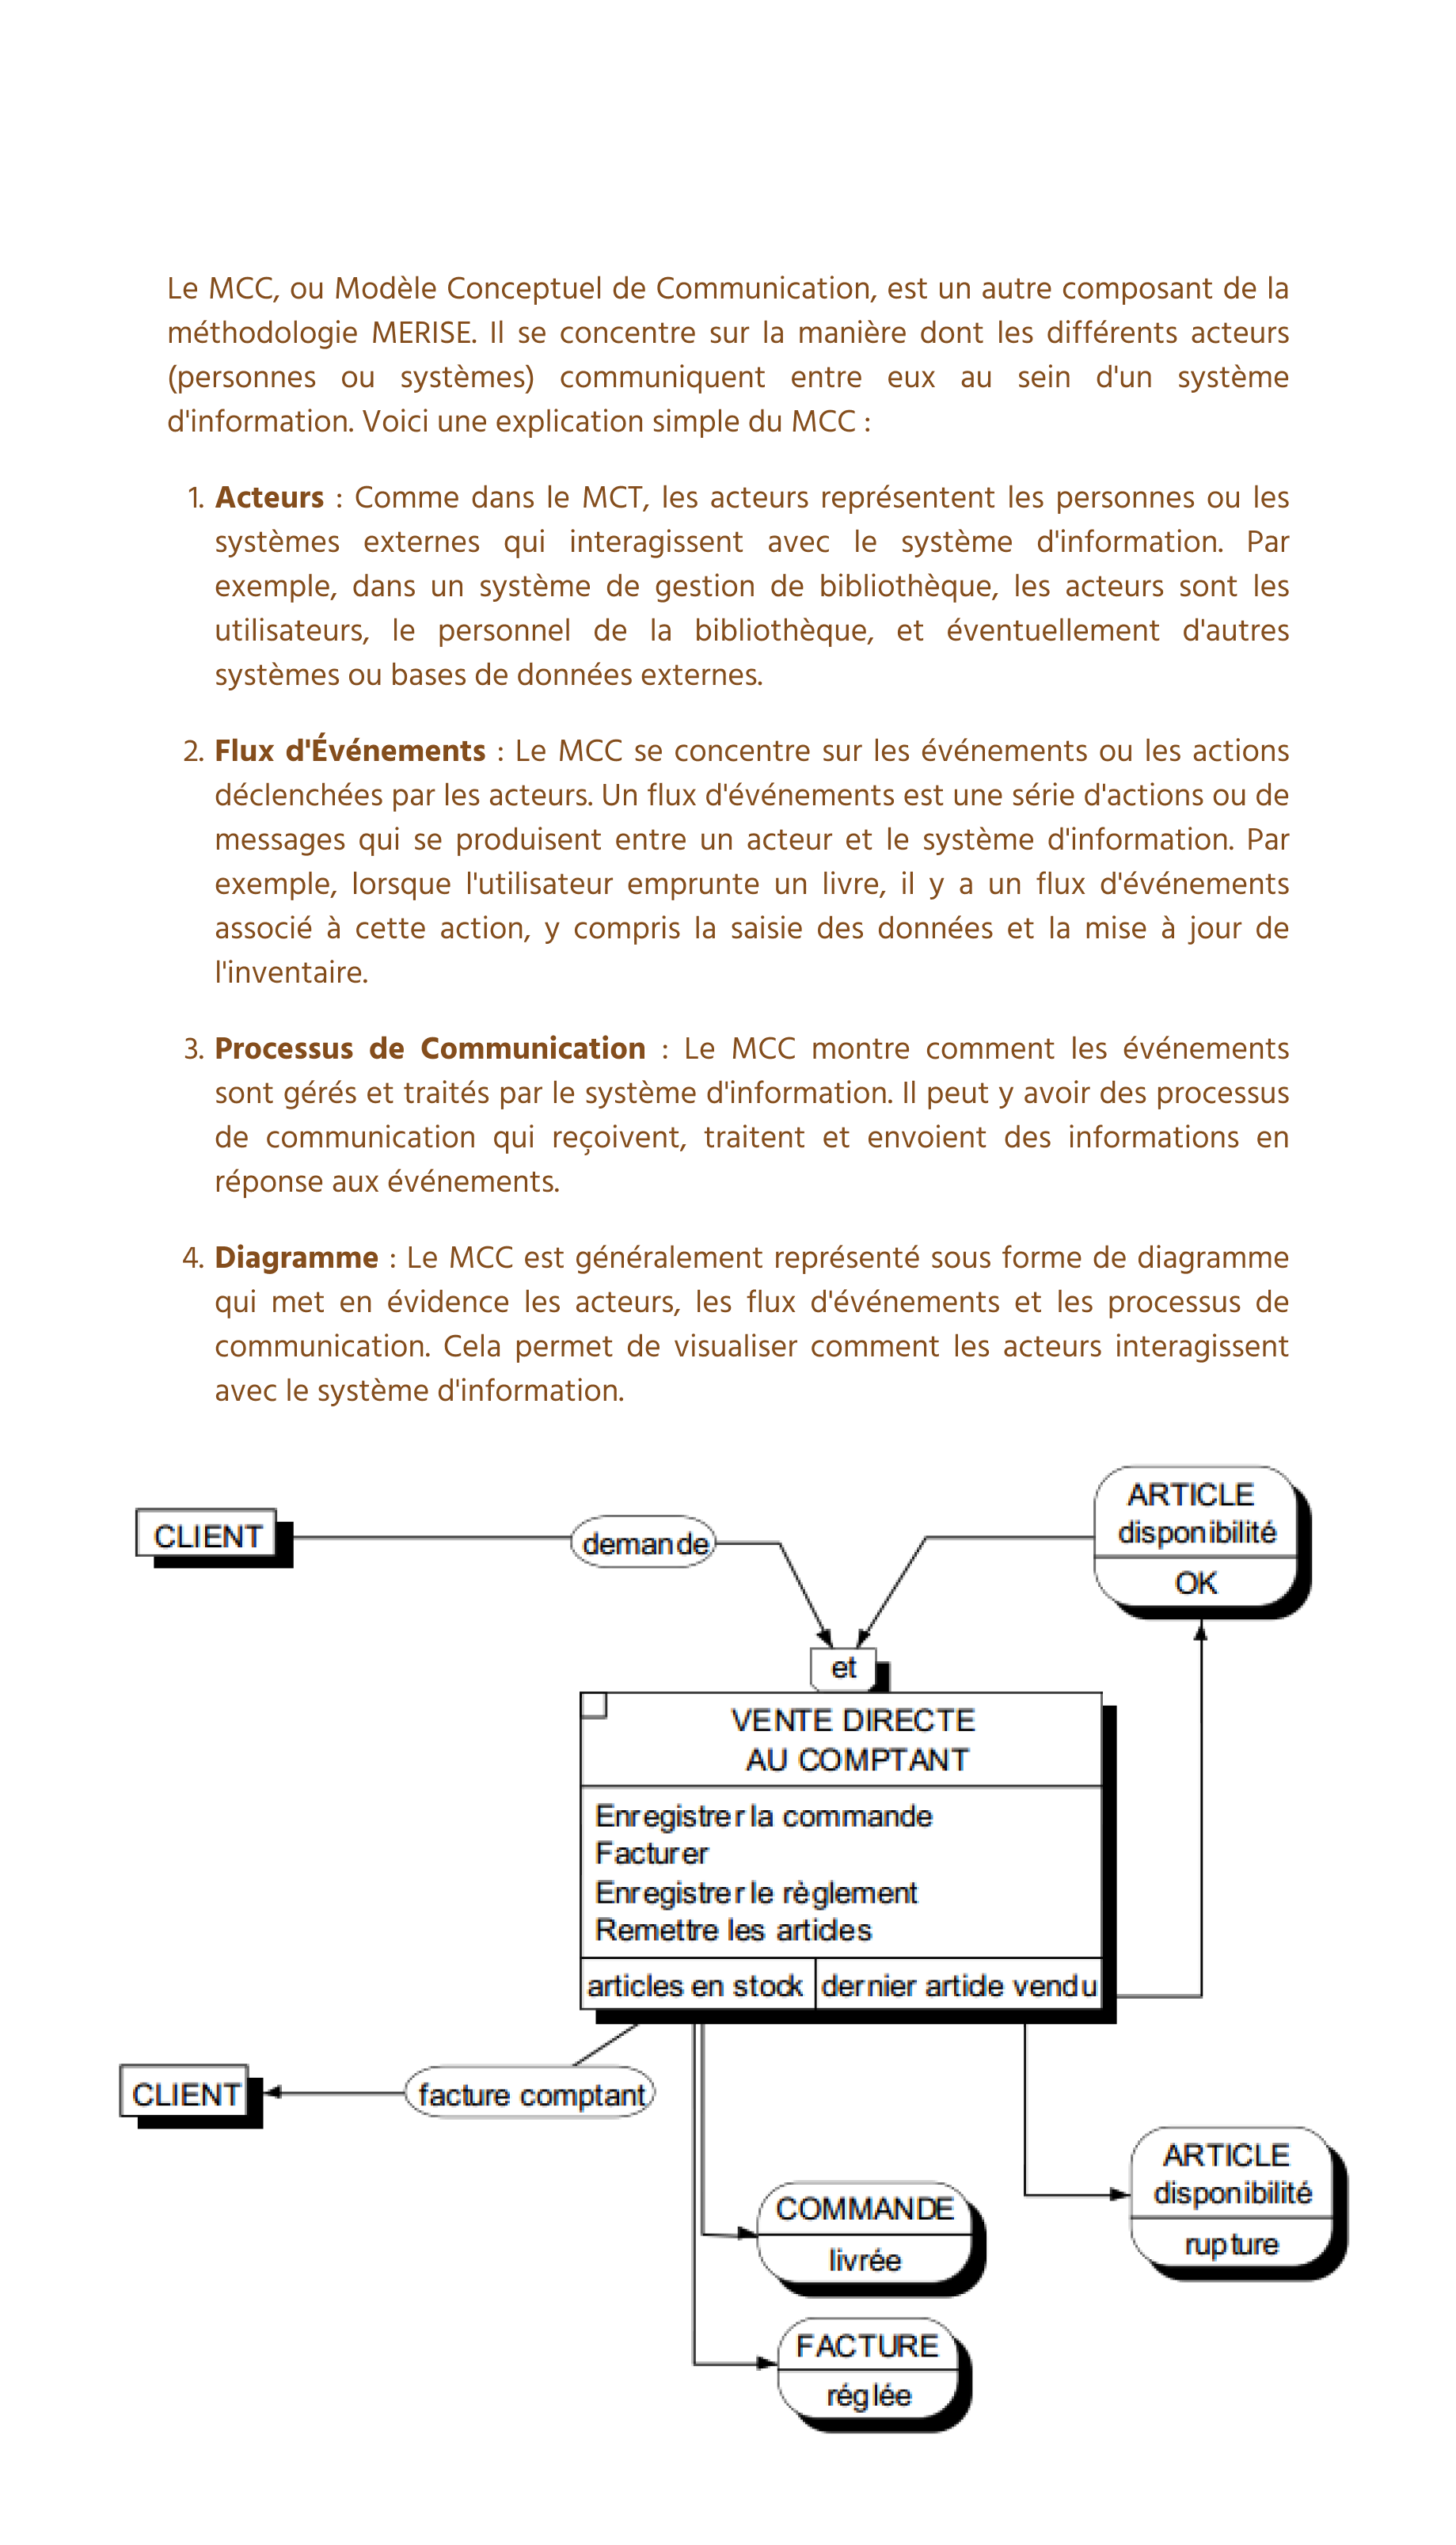 Le MCC, ou Modèle Conceptuel de Communication, est un autre composant de la
méthodologie MERISE. Il se concentre sur la manière dont les différents acteurs
(personnes ou systèmes) communiquent entre eux au sein d'un système
d'information. Voici une explication simple du MCC :
1. Acteurs : Comme dans le MCT, les acteurs représentent les personnes ou les
systèmes externes qui interagissent avec le système d'information. Par
exemple, dans un système de gestion de bibliothèque, les acteurs sont les
utilisateurs, le personnel de la bibliothèque, et éventuellement d'autres
systèmes ou bases de données externes.
2. Flux d'Événements : Le MCC se concentre sur les événements ou les actions
déclenchées par les acteurs. Un flux d'événements est une série d'actions ou de
messages qui se produisent entre un acteur et le système d'information. Par
exemple, lorsque l'utilisateur emprunte un livre, il y a un flux d'événements
associé à cette action, y compris la saisie des données et la mise à jour de
l'inventaire.
3. Processus de Communication : Le MCC montre comment les événements
sont gérés et traités par le système d'information. Il peut y avoir des processus
de communication qui reçoivent, traitent et envoient des informations en
réponse aux événements.
4. Diagramme : Le MCC est généralement représenté sous forme de diagramme
qui met en évidence les acteurs, les flux d'événements et les processus de
communication. Cela permet de visualiser comment les acteurs interagissent
avec le système d'information.
CLIENT
demande
ARTICLE
disponibilité
OK
et
VENTE DIRECTE
AU COMPTANT
Enregistrer la commande
Facturer
Enregistrer le règlement
Remettre les articles
articles en stock
dernier article vendu
CLIENT
facture comptant
ARTICLE
disponibilité
rupture
COMMANDE
livrée
FACTURE
réglée